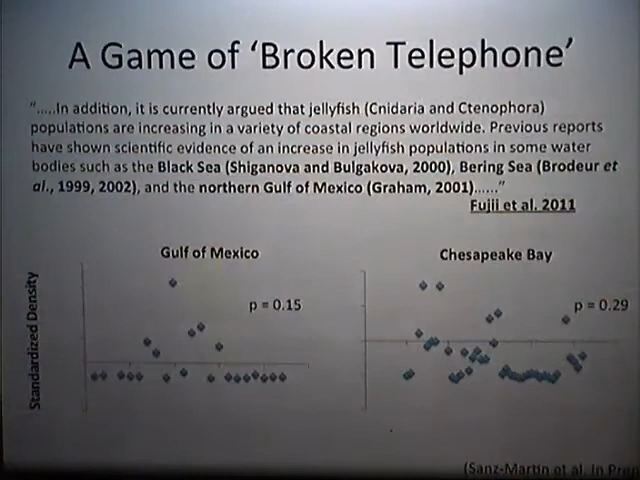 A Game of 'Broken Telephone'
".....In addition, it is currently argued that jellyfish (Cnidaria and Ctenophora)
populations are increasing in a variety of coastal regions worldwide. Previous reports
have shown scientific evidence of an increase in jellyfish populations in some water
bodies such as the Black Sea (Shiganova and Bulgakova, 2000), Bering Sea (Brodeur et
al., 1999, 2002), and the northern Gulf of Mexico (Graham, 2001)......"
Fujii et al. 2011
Gulf of Mexico
Chesapeake Bay
Standardized Density
p = 0.15
p = 0.29
(Sanz-Martin et al. In Prep